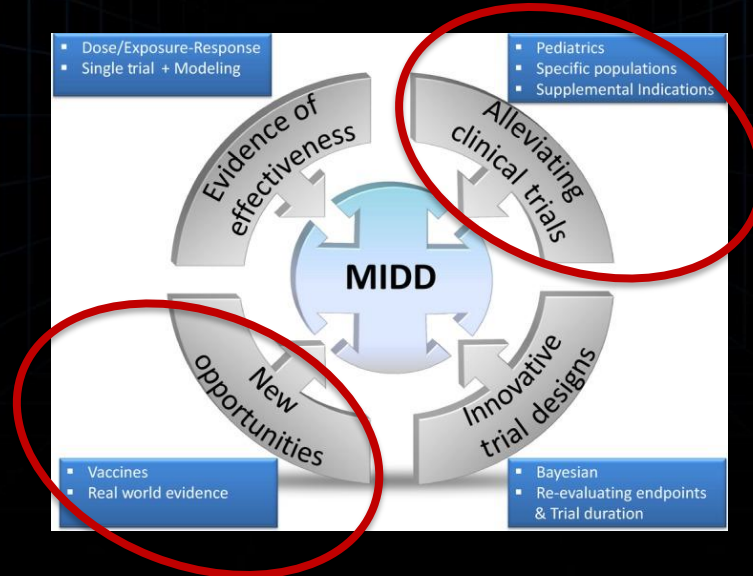 ▪ Dose/Exposure-Response
▪ Single trial + Modeling
▪ Pediatrics
▪ Specific populations
▪ Supplemental Indications
Evidence of
effectiveness
Alleviating
clinical trials
MIDD
New
opportunities
Innovative
trial designs
▪ Vaccines
▪ Real world evidence
▪ Bayesian
▪ Re-evaluating endpoints
& Trial duration